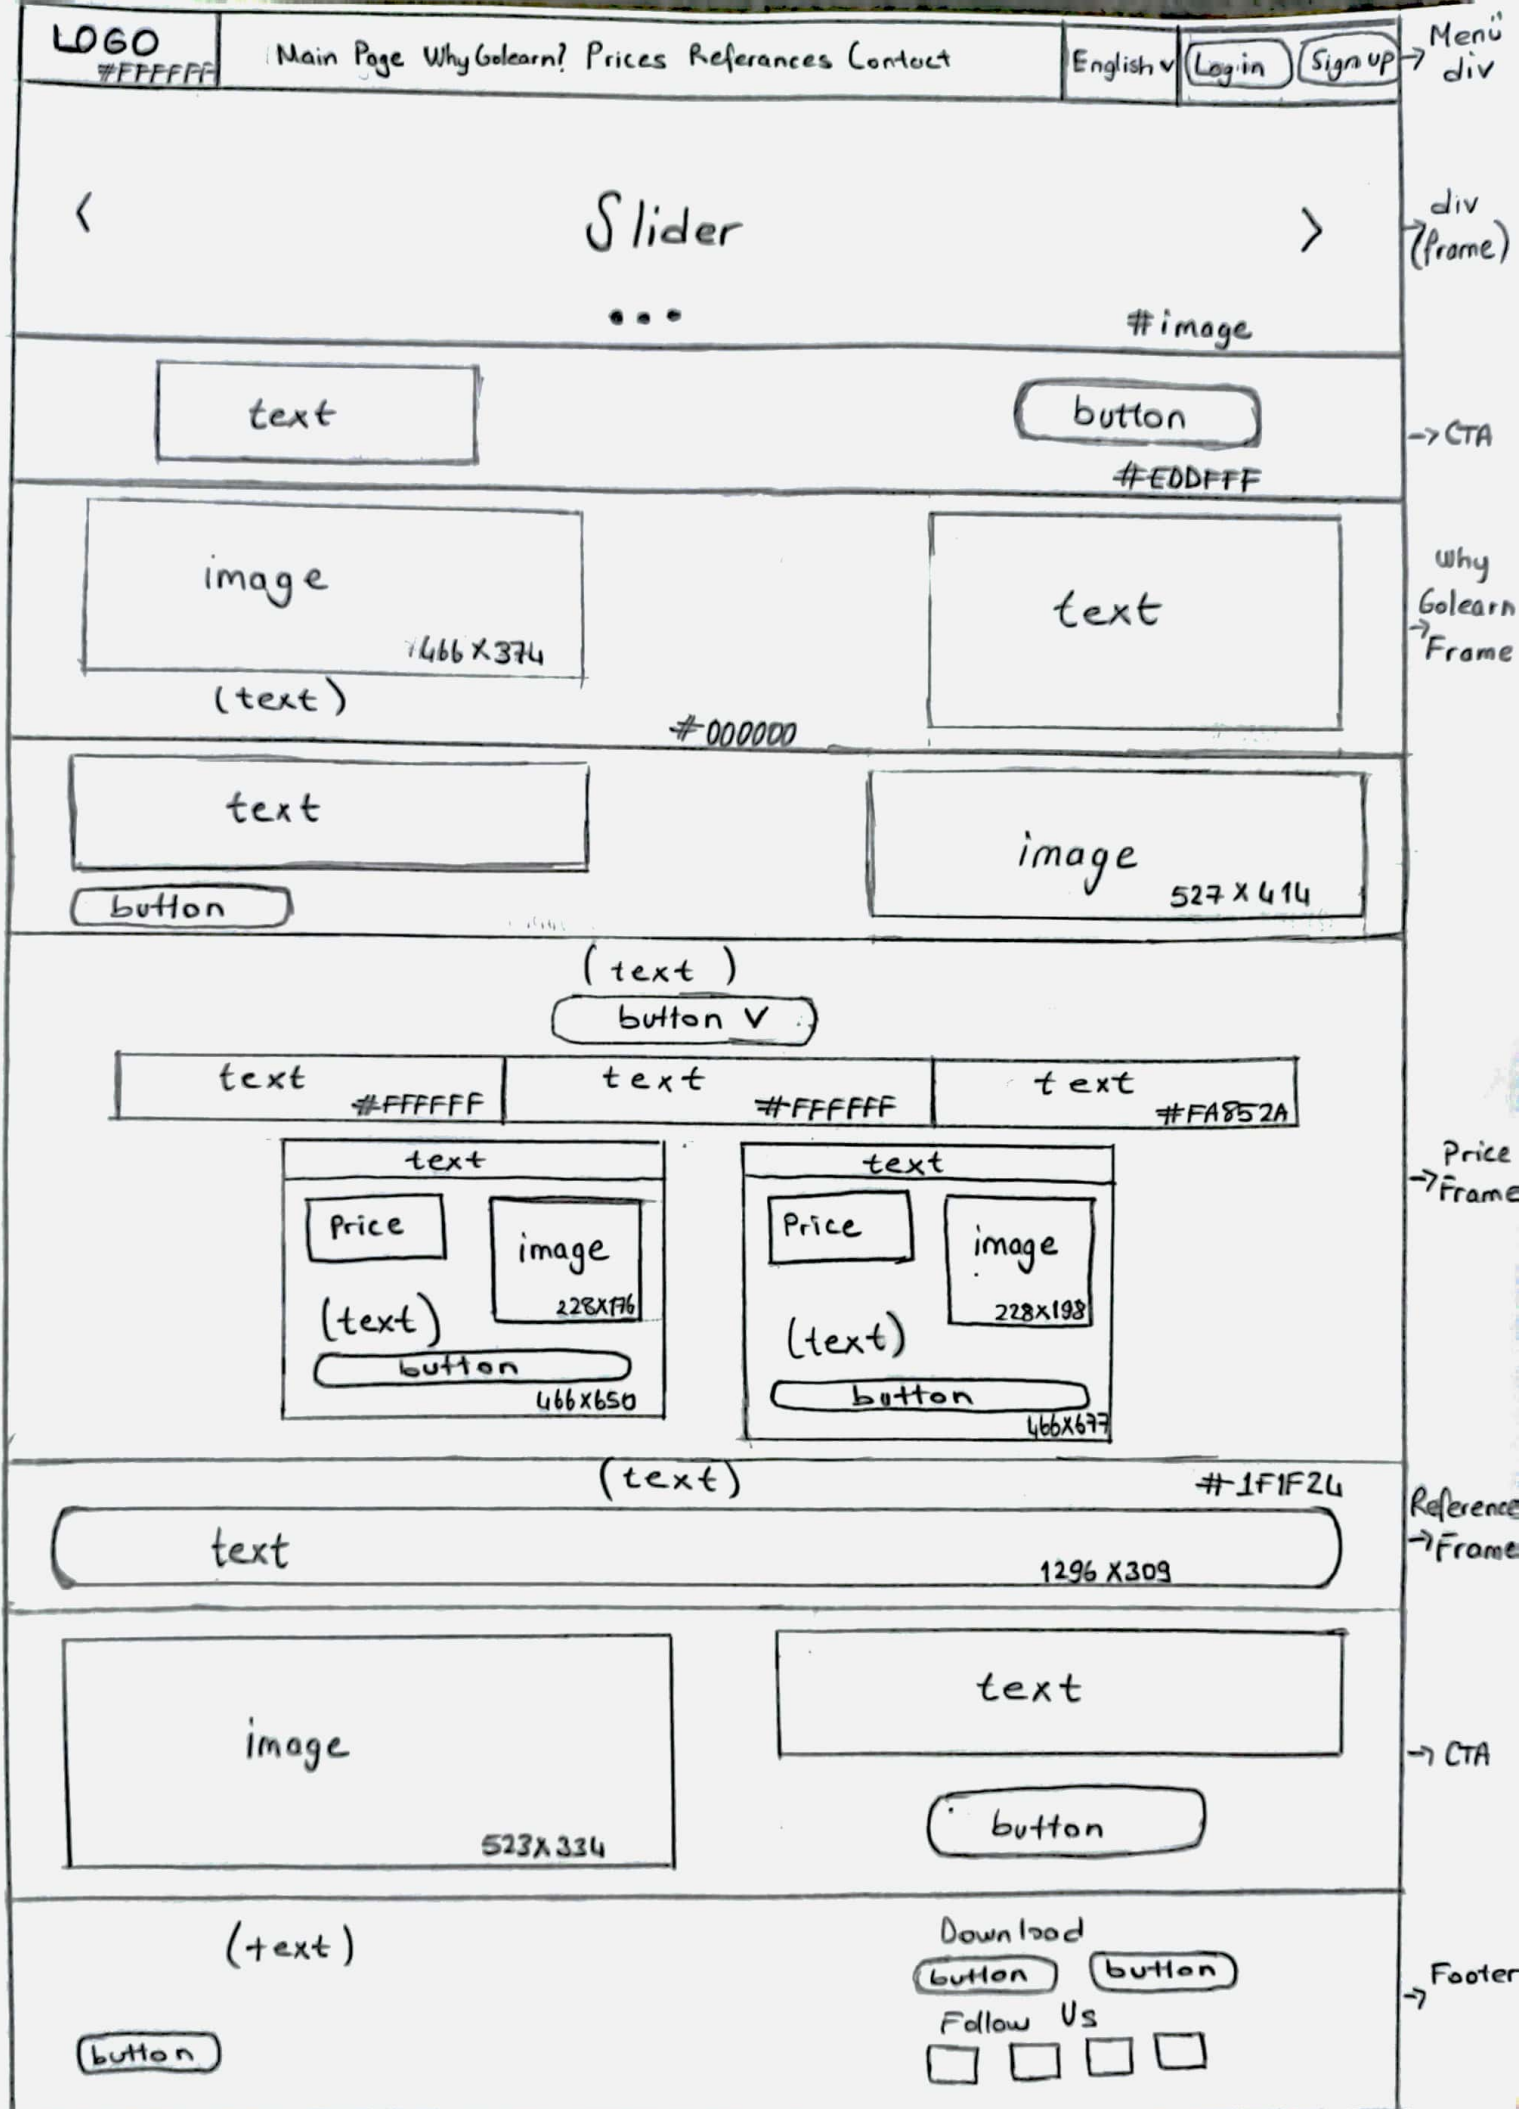 LOGO
#FFFFFF
Main Page Why Golearn? Prices Referances Contact
English v
Login
Sign up
→ Menü
div
<
Slider
>
...
#image
div
(frame)
text
button
#EDDFFF
→ CTA
image
466X374
(text)
text
#000000
Why
Golearn
→ Frame
text
button
image
527X414
(text)
button V
text
#FFFFFF
text
#FFFFFF
text
#FA852A
text
Price
image
228X176
(text)
button
466X650
text
Price
image
228X198
(text)
button
466X677
Price
→ Frame
(text)
#1F1F24
text
1296X309
Reference
→ Frame
image
523X334
text
button
→ CTA
(text)
button
Download
button
button
Follow Us
→ Footer